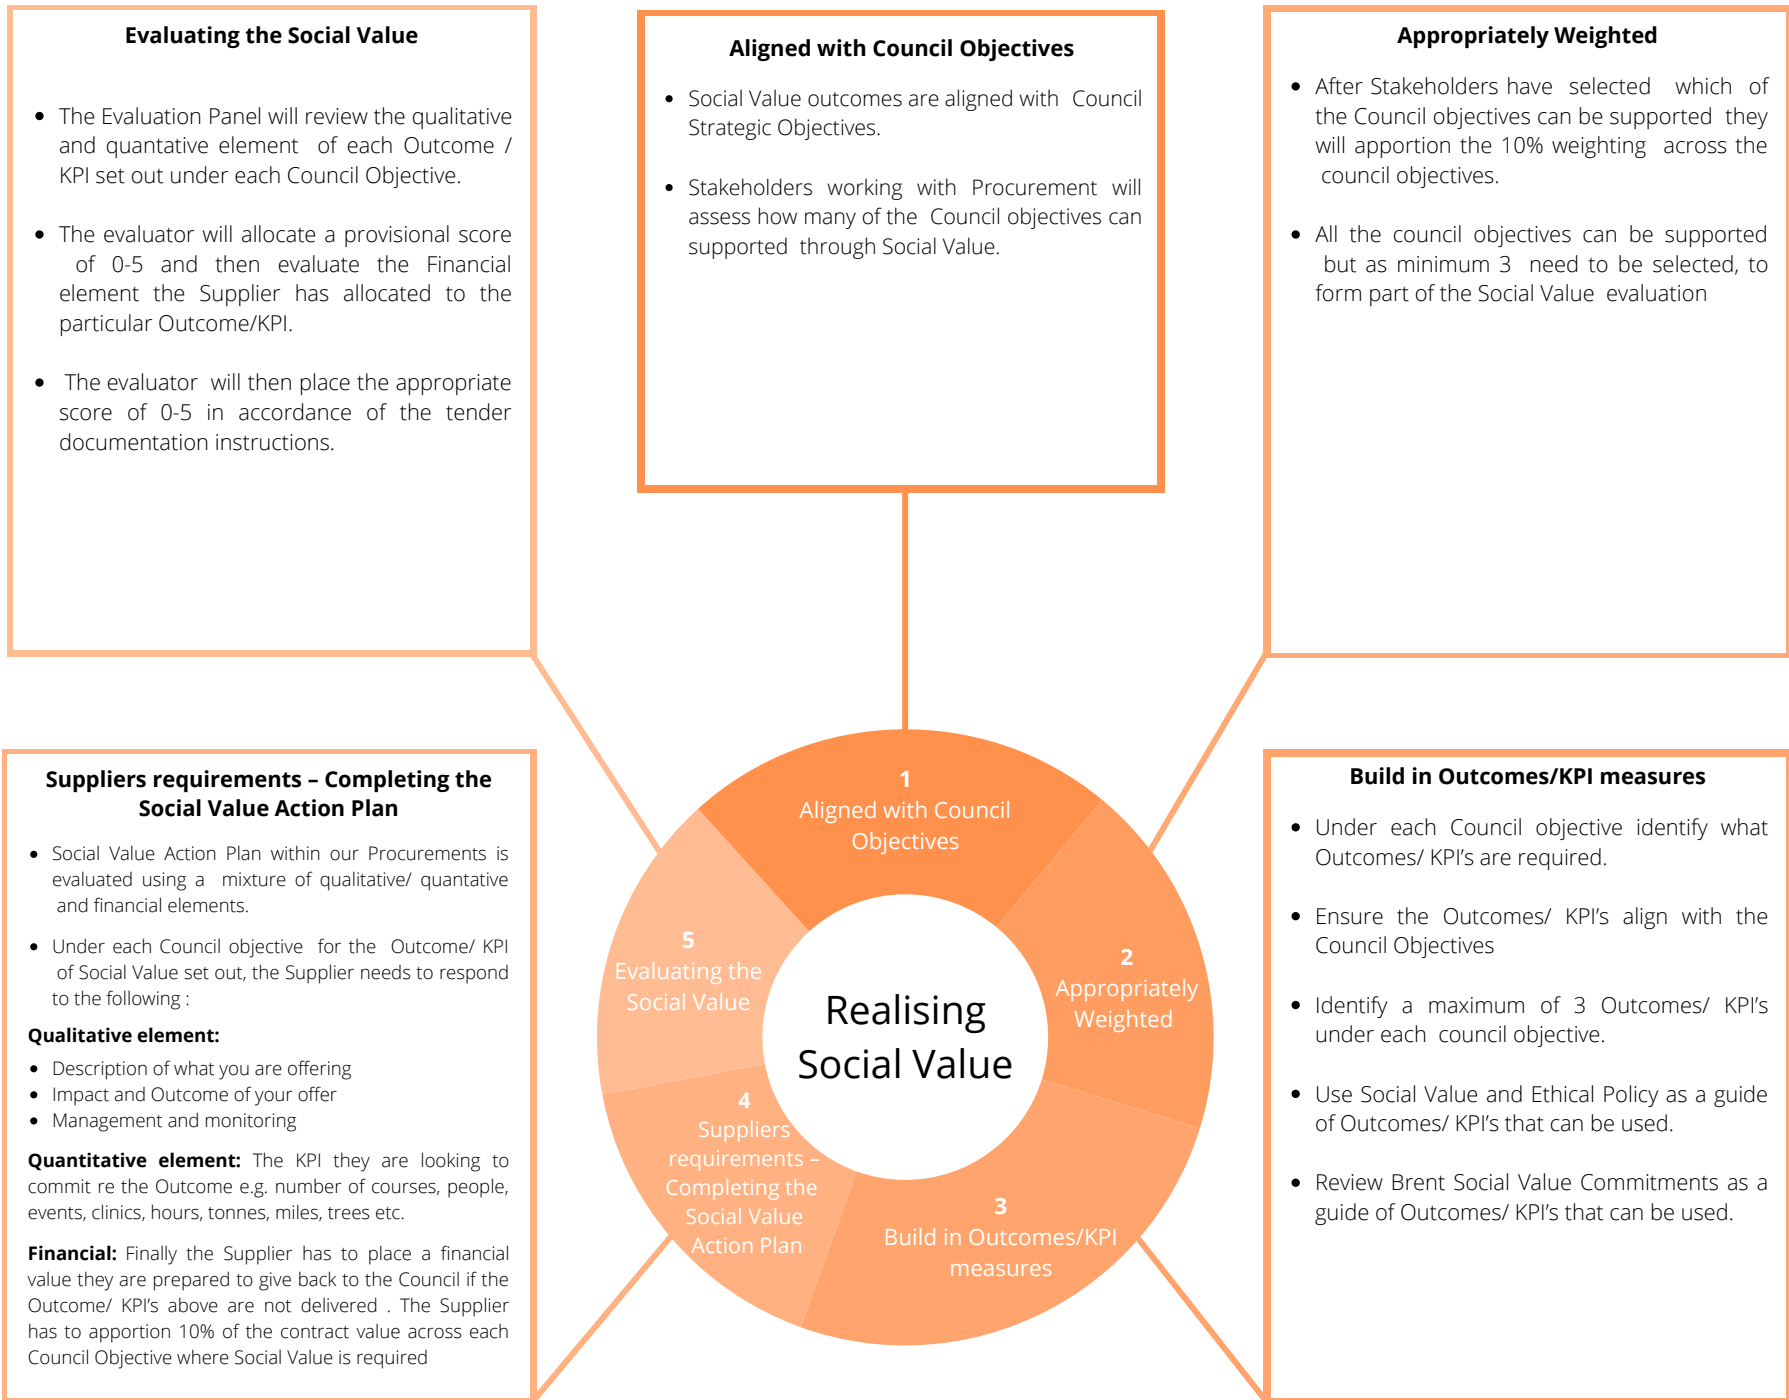 Evaluating the Social Value
• The Evaluation Panel will review the qualitative
and quantative element of each Outcome /
KPI set out under each Council Objective.
• The evaluator will allocate a provisional score
of 0-5 and then evaluate the Financial
element the Supplier has allocated to the
particular Outcome/KPI.
• The evaluator will then place the appropriate
score of 0-5 in accordance of the tender
documentation instructions.
Aligned with Council Objectives
• Social Value outcomes are aligned with Council
Strategic Objectives.
• Stakeholders working with Procurement will
assess how many of the Council objectives can
supported through Social Value.
Appropriately Weighted
• After Stakeholders have selected which of
the Council objectives can be supported they
will apportion the 10% weighting across the
council objectives.
• All the council objectives can be supported
but as minimum 3 need to be selected, to
form part of the Social Value evaluation
Suppliers requirements – Completing the
Social Value Action Plan
• Social Value Action Plan within our Procurements is
evaluated using a mixture of qualitative/ quantative
and financial elements.
• Under each Council objective for the Outcome/ KPI
of Social Value set out, the Supplier needs to respond
to the following :
Qualitative element:
• Description of what you are offering
• Impact and Outcome of your offer
• Management and monitoring
Quantitative element: The KPI they are looking to
commit re the Outcome e.g. number of courses, people,
events, clinics, hours, tonnes, miles, trees etc.
Financial: Finally the Supplier has to place a financial
value they are prepared to give back to the Council if the
Outcome/ KPI's above are not delivered . The Supplier
has to apportion 10% of the contract value across each
Council Objective where Social Value is required
1
Aligned with Council
Objectives
2
Appropriately
Weighted
3
Build in Outcomes/KPI
measures
4
Suppliers
requirements –
Completing the
Social Value
Action Plan
5
Evaluating the
Social Value
Realising
Social Value
Build in Outcomes/KPI measures
• Under each Council objective identify what
Outcomes/ KPI's are required.
• Ensure the Outcomes/ KPI's align with the
Council Objectives
• Identify a maximum of 3 Outcomes/ KPI's
under each council objective.
• Use Social Value and Ethical Policy as a guide
of Outcomes/ KPI's that can be used.
• Review Brent Social Value Commitments as a
guide of Outcomes/ KPI's that can be used.